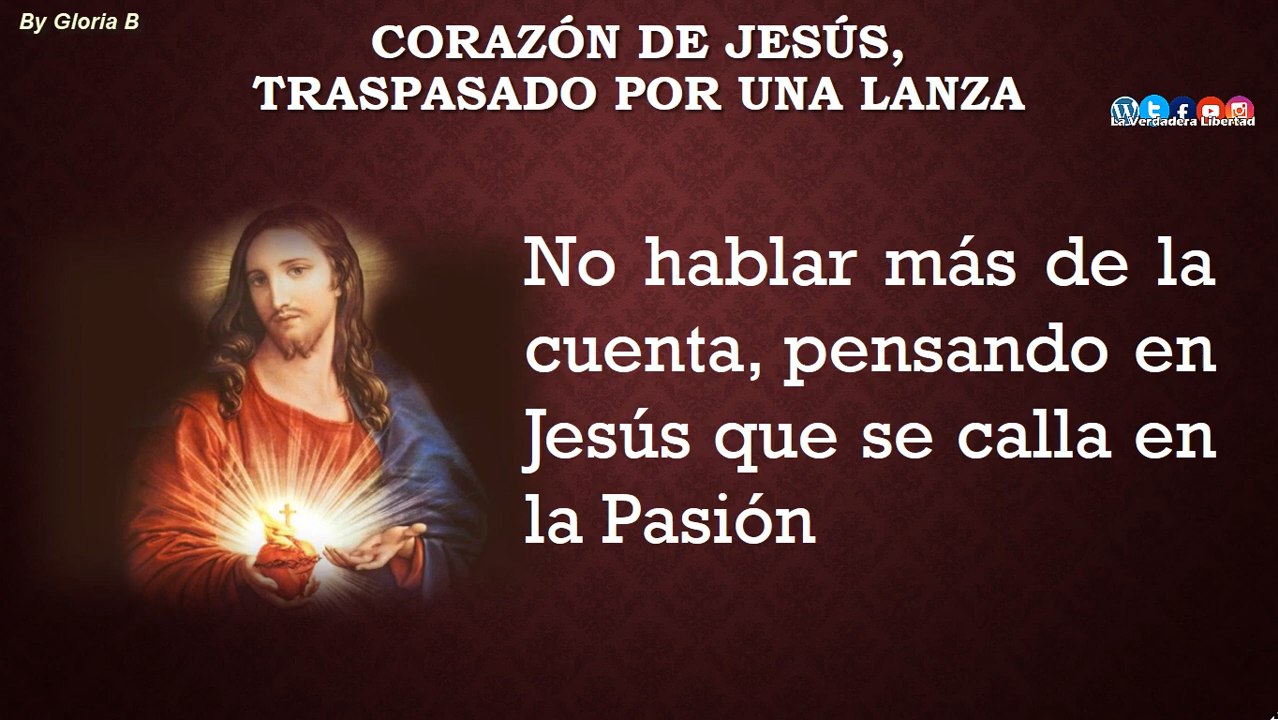 By Gloria B
CORAZÓN DE JESÚS,
TRASPASADO POR UNA LANZA
La Verdadera Libertad
No hablar más de la
cuenta, pensando en
Jesús que se calla en
la Pasión